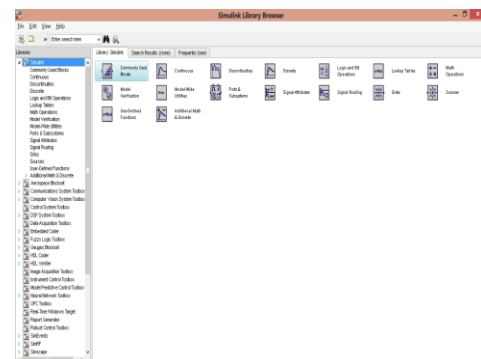 Simulink Library Browser
File Edit View Help
Enter search term
Libraries
Library: Simulink Search Results: (none) Frequently Used
Simulink
Commonly Used Blocks
Continuous
Discontinuities
Discrete
Logic and Bit Operations
Lookup Tables
Math Operations
Model Verification
Model-Wide Utilities
Ports & Subsystems
Signal Attributes
Signal Routing
Sinks
Sources
User-Defined Functions
Additional Math & Discrete
Aerospace Blockset
Communications System Toolbox
Computer Vision System Toolbox
Control System Toolbox
DSP System Toolbox
Data Acquisition Toolbox
Embedded Coder
Fuzzy Logic Toolbox
Gauges Blockset
HDL Coder
HDL Verifier
Image Acquisition Toolbox
Instrument Control Toolbox
Model Predictive Control Toolbox
Neural Network Toolbox
OPC Toolbox
Real-Time Windows Target
Report Generator
Robust Control Toolbox
SimEvents
SimRF
Simscape
Commonly Used
Blocks
Continuous
Discontinuities
Discrete
Logic and Bit
Operations
Lookup Tables
Math
Operations
Model
Verification
Model-Wide
Utilities
Ports &
Subsystems
Signal Attributes
Signal Routing
Sinks
Sources
User-Defined
Functions
Additional Math
& Discrete